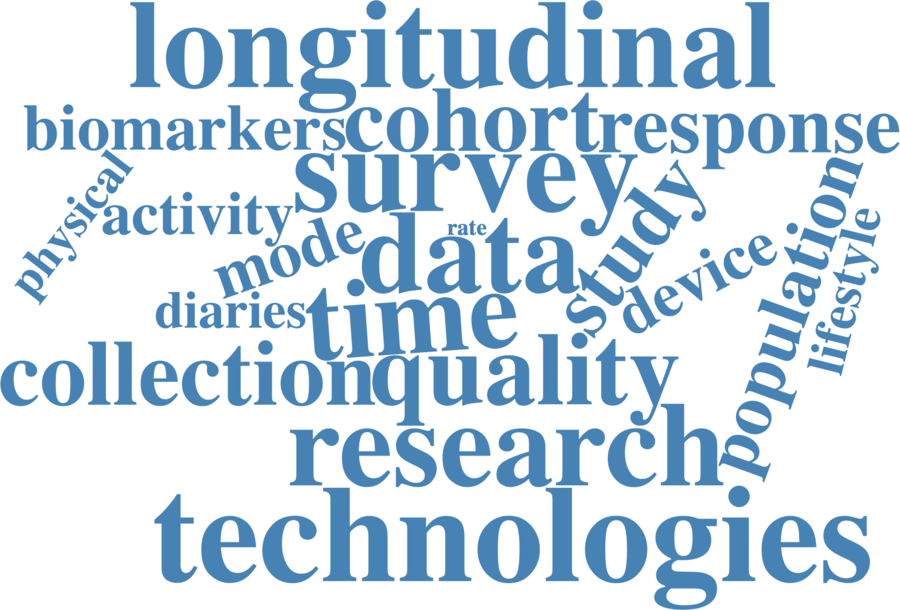 longitudinal
biomarkers cohort response
survey
physical activity
study
population
mode
rate
data
lifestyle
device
diaries
time
collection quality
research
technologies